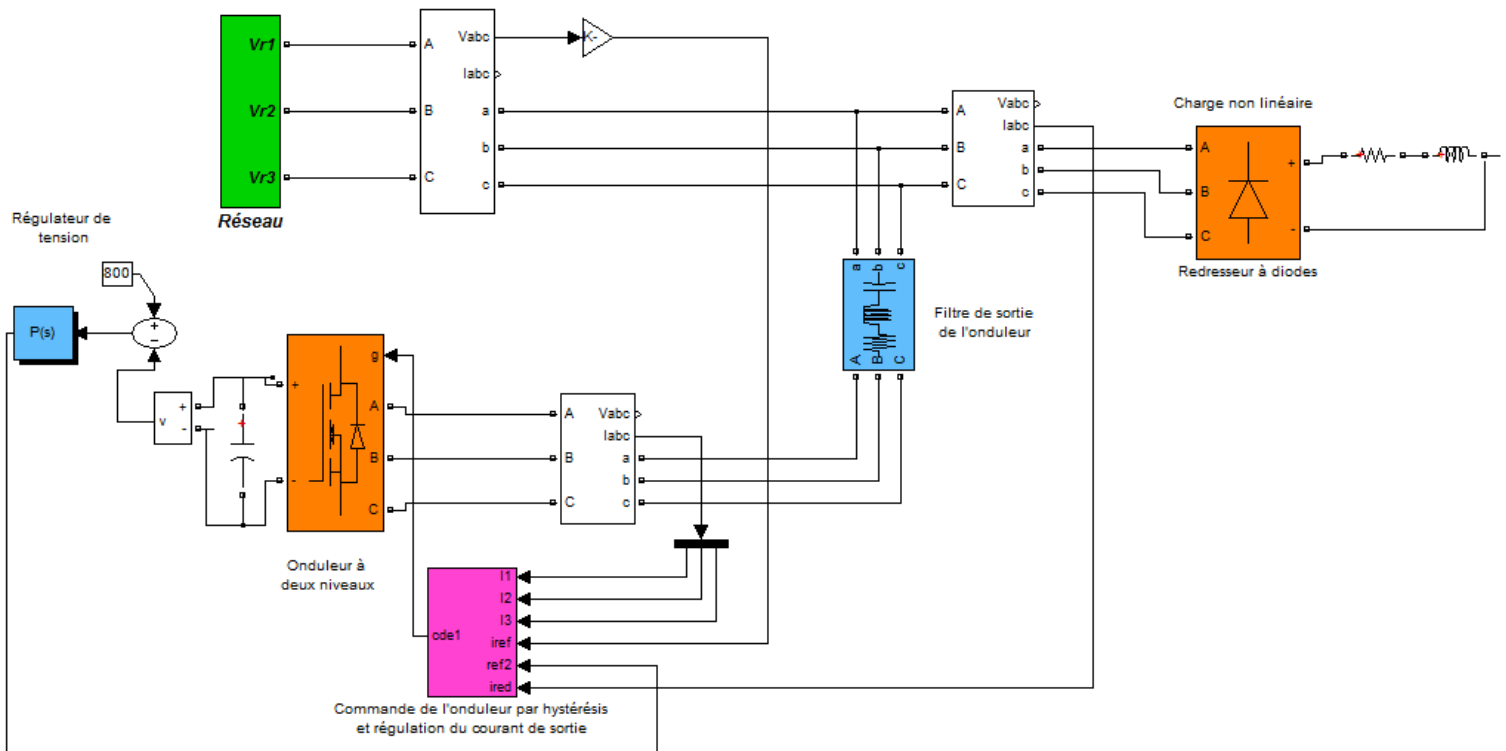 Vr1
Vr2
Vr3
Réseau
A
B
C
Vabc
Iabc
a
b
c
K-
A
B
C
Vabc
Iabc
a
b
c
Charge non linéaire
A
B
C
+
-
Redresseur à diodes
Régulateur de
tension
800
P(s)
+
−
v
+
-
+
-
g
A
B
C
Onduleur à
deux niveaux
A
B
C
Vabc
Iabc
a
b
c
a
b
c
A
B
C
Filtre de sortie
de l'onduleur
I1
I2
I3
iref
ref2
ired
ode1
Commande de l'onduleur par hystérésis
et régulation du courant de sortie